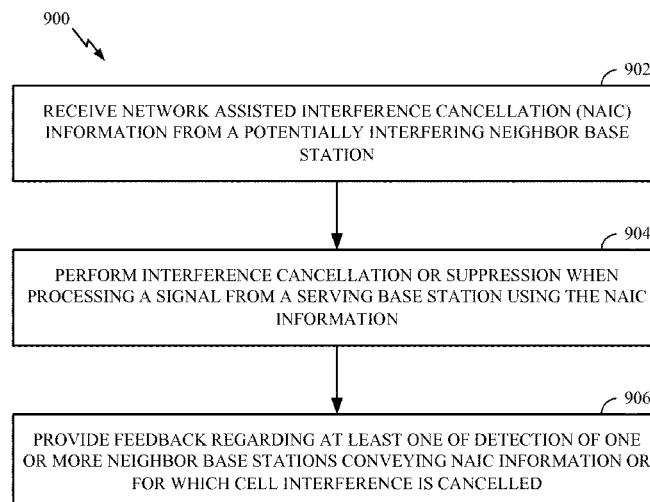 900
902
RECEIVE NETWORK ASSISTED INTERFERENCE CANCELLATION (NAIC)
INFORMATION FROM A POTENTIALLY INTERFERING NEIGHBOR BASE
STATION
904
PERFORM INTERFERENCE CANCELLATION OR SUPPRESSION WHEN
PROCESSING A SIGNAL FROM A SERVING BASE STATION USING THE NAIC
INFORMATION
906
PROVIDE FEEDBACK REGARDING AT LEAST ONE OF DETECTION OF ONE
OR MORE NEIGHBOR BASE STATIONS CONVEYING NAIC INFORMATION OR
FOR WHICH CELL INTERFERENCE IS CANCELLED